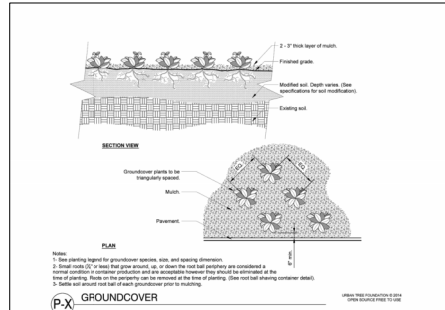 2 - 3" thick layer of mulch.
Finished grade.
Modified soil. Depth varies. (See
specifications for soil modification).
Existing soil.
SECTION VIEW
Groundcover plants to be
triangularly spaced.
Mulch.
Pavement.
EQ.
EQ.
6" min.
PLAN
Notes:
1- See planting legend for groundcover species, size, and spacing dimension.
2- Small roots (¼" or less) that grow around, up, or down the root ball periphery are considered a
normal condition in container production and are acceptable however they should be eliminated at the
time of planting. Roots on the periphery can be removed at the time of planting. (See root ball shaving container detail).
3- Settle soil around root ball of each groundcover prior to mulching.
P-X
GROUNDCOVER
URBAN TREE FOUNDATION © 2014
OPEN SOURCE FREE TO USE